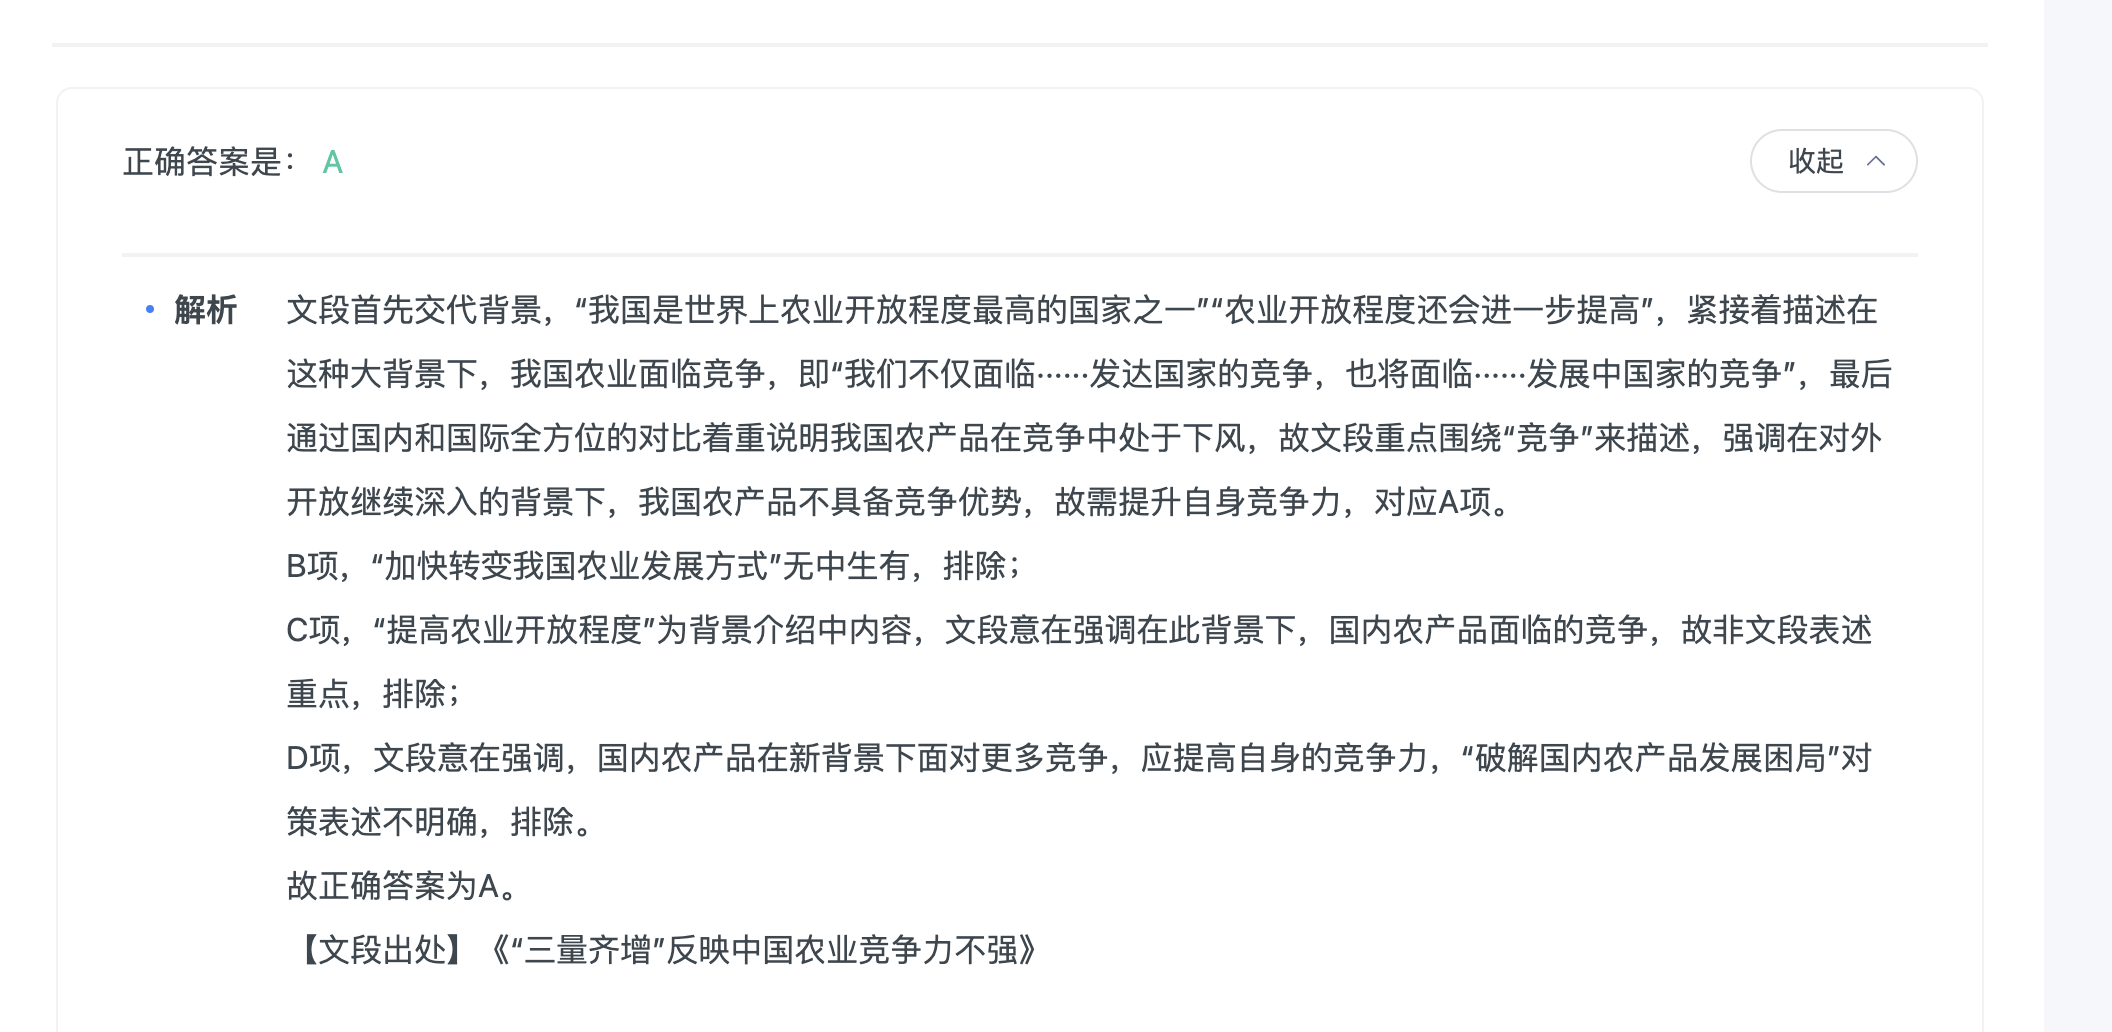 正确答案是： A
收起
解析
文段首先交代背景，“我国是世界上农业开放程度最高的国家之一”“农业开放程度还会进一步提高”，紧接着描述在
这种大背景下，我国农业面临竞争，即“我们不仅面临……发达国家的竞争，也将面临……发展中国家的竞争”，最后
通过国内和国际全方位的对比着重说明我国农产品在竞争中处于下风，故文段重点围绕“竞争”来描述，强调在对外
开放继续深入的背景下，我国农产品不具备竞争优势，故需提升自身竞争力，对应A项。
B项，“加快转变我国农业发展方式”无中生有，排除；
C项，“提高农业开放程度”为背景介绍中内容，文段意在强调在此背景下，国内农产品面临的竞争，故非文段表述
重点，排除；
D项，文段意在强调，国内农产品在新背景下面对更多竞争，应提高自身的竞争力，“破解国内农产品发展困局”对
策表述不明确，排除。
故正确答案为A。
【文段出处】《“三量齐增”反映中国农业竞争力不强》